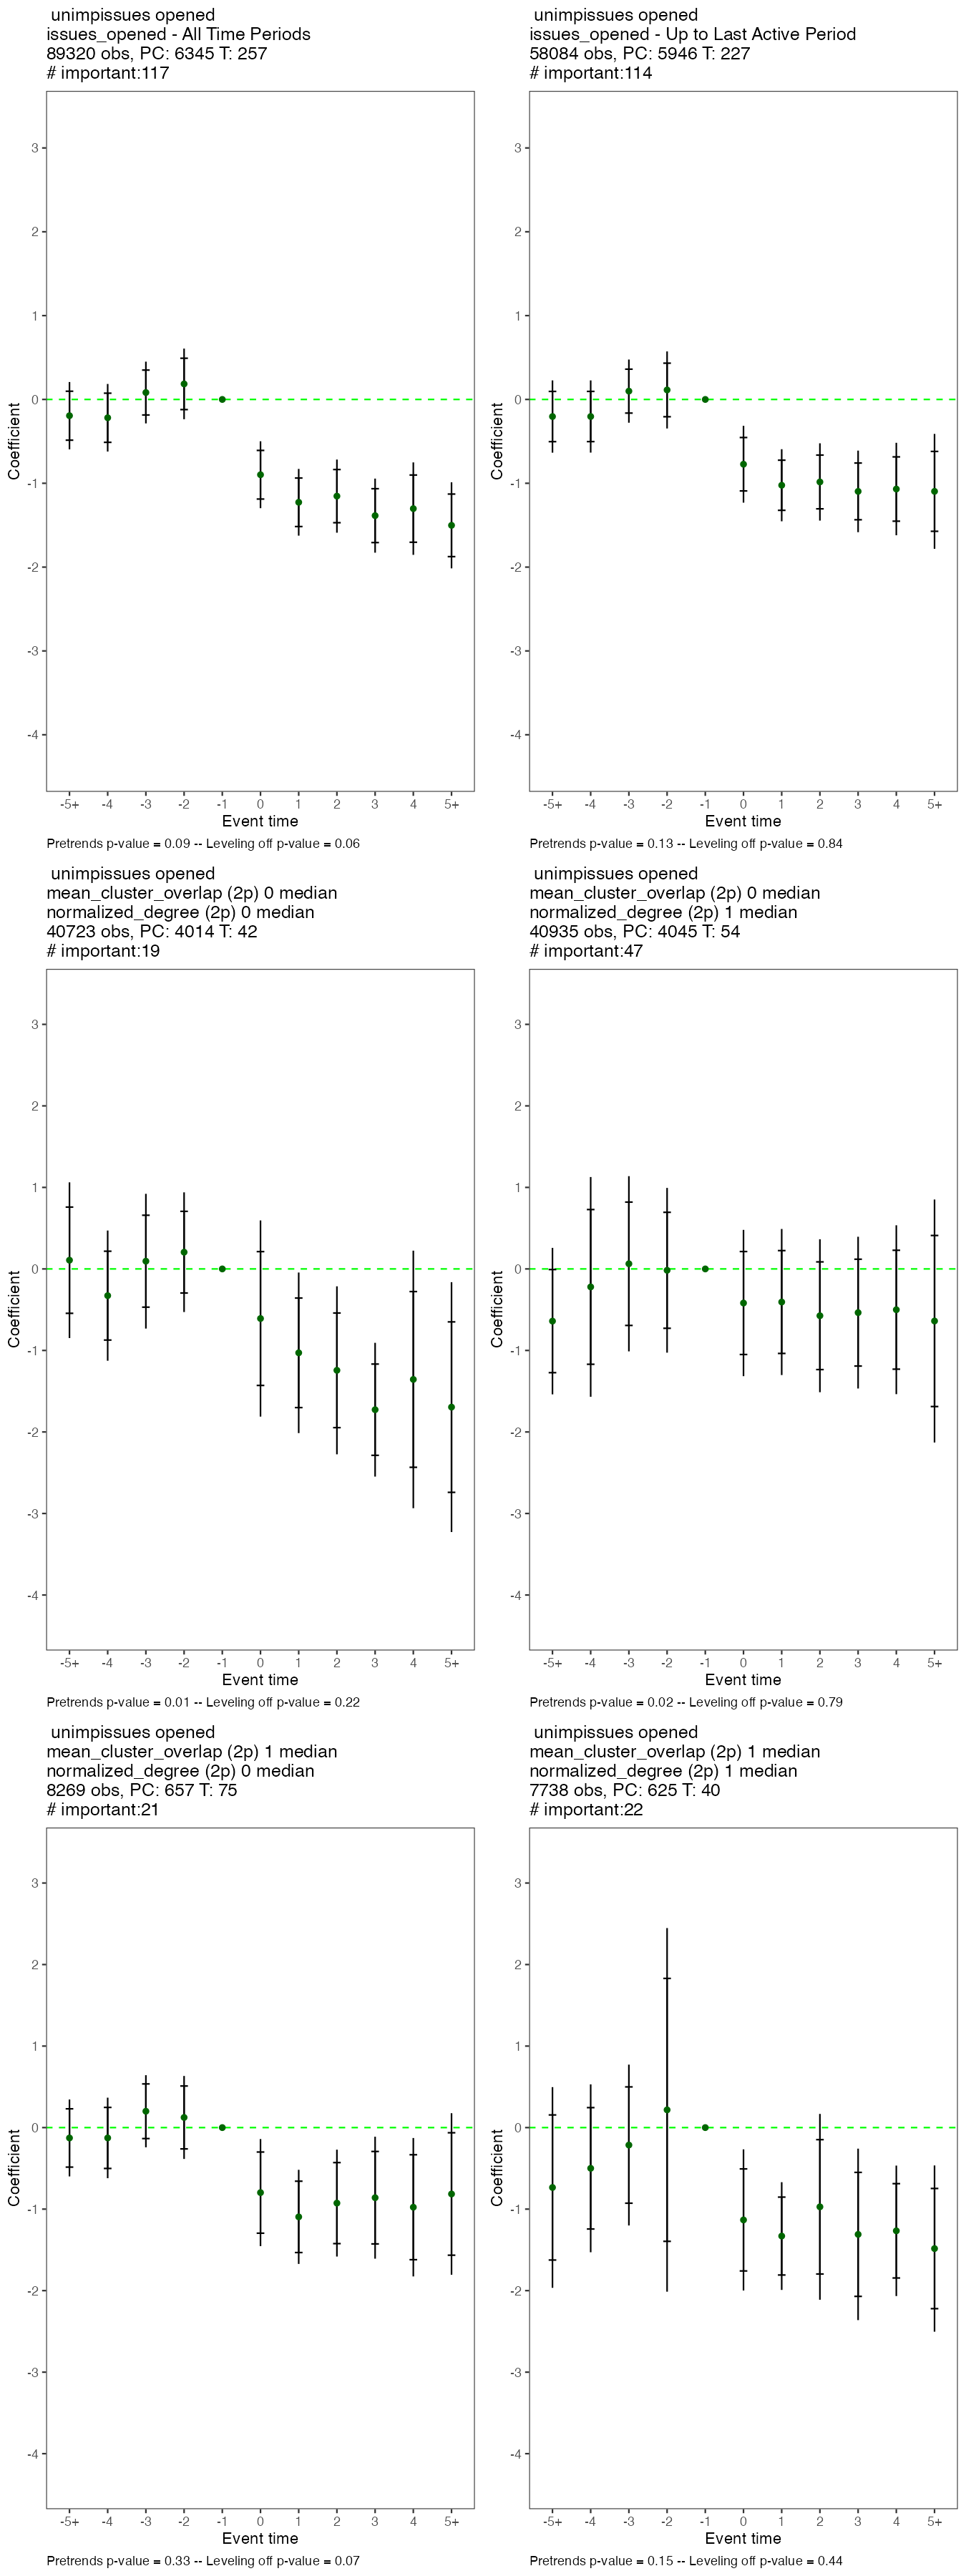 unimpissues opened
issues_opened - All Time Periods
89320 obs, PC: 6345 T: 257
# important:117
3
2
1
0
-1
-2
-3
-4
Coefficient
-5+ -4 -3 -2 -1 0 1 2 3 4 5+
Event time
Pretrends p-value = 0.09 -- Leveling off p-value = 0.06
unimpissues opened
issues_opened - Up to Last Active Period
58084 obs, PC: 5946 T: 227
# important:114
3
2
1
0
-1
-2
-3
-4
Coefficient
-5+ -4 -3 -2 -1 0 1 2 3 4 5+
Event time
Pretrends p-value = 0.13 -- Leveling off p-value = 0.84
unimpissues opened
mean_cluster_overlap (2p) 0 median
normalized_degree (2p) 0 median
40723 obs, PC: 4014 T: 42
# important:19
3
2
1
0
-1
-2
-3
-4
Coefficient
-5+ -4 -3 -2 -1 0 1 2 3 4 5+
Event time
Pretrends p-value = 0.01 -- Leveling off p-value = 0.22
unimpissues opened
mean_cluster_overlap (2p) 0 median
normalized_degree (2p) 1 median
40935 obs, PC: 4045 T: 54
# important:47
3
2
1
0
-1
-2
-3
-4
Coefficient
-5+ -4 -3 -2 -1 0 1 2 3 4 5+
Event time
Pretrends p-value = 0.02 -- Leveling off p-value = 0.79
unimpissues opened
mean_cluster_overlap (2p) 1 median
normalized_degree (2p) 0 median
8269 obs, PC: 657 T: 75
# important:21
3
2
1
0
-1
-2
-3
-4
Coefficient
-5+ -4 -3 -2 -1 0 1 2 3 4 5+
Event time
Pretrends p-value = 0.33 -- Leveling off p-value = 0.07
unimpissues opened
mean_cluster_overlap (2p) 1 median
normalized_degree (2p) 1 median
7738 obs, PC: 625 T: 40
# important:22
3
2
1
0
-1
-2
-3
-4
Coefficient
-5+ -4 -3 -2 -1 0 1 2 3 4 5+
Event time
Pretrends p-value = 0.15 -- Leveling off p-value = 0.44